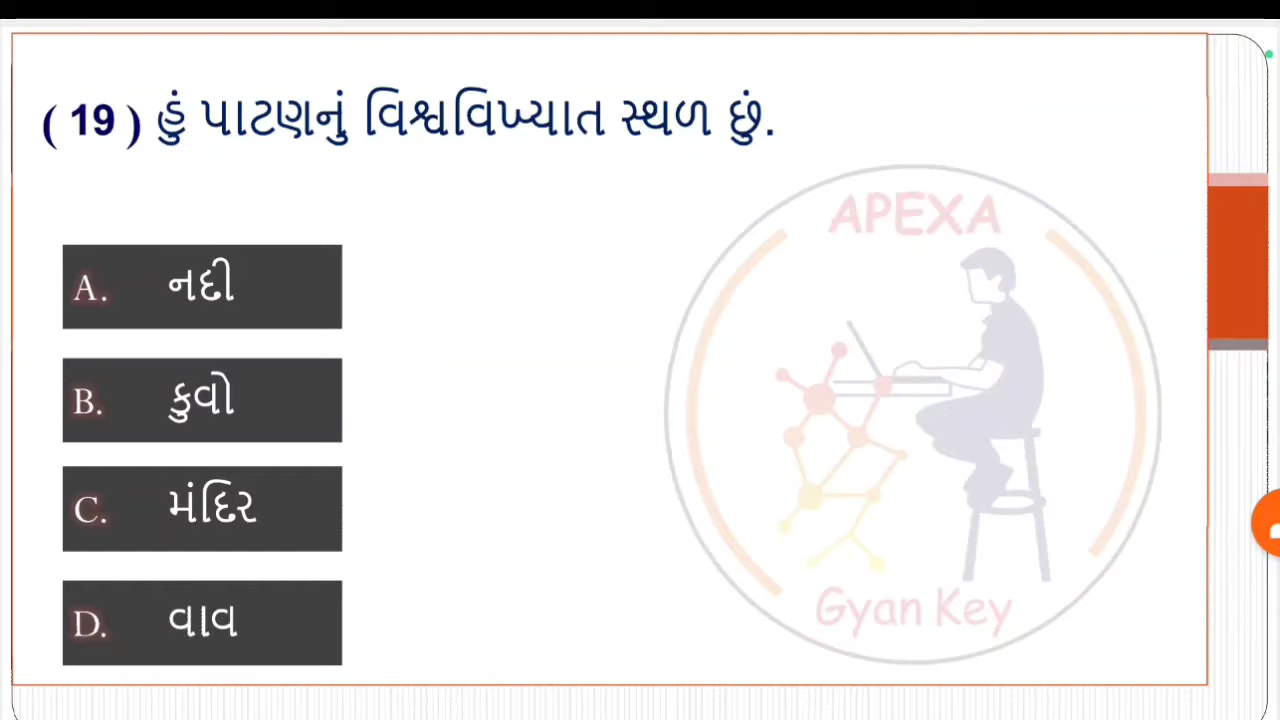 ( 19 ) હું પાટણનું વિશ્વવિખ્યાત સ્થળ છું.
APEXA
A. નદી
B. કુવો
C. મંદિર
D. વાવ
Gyan Key